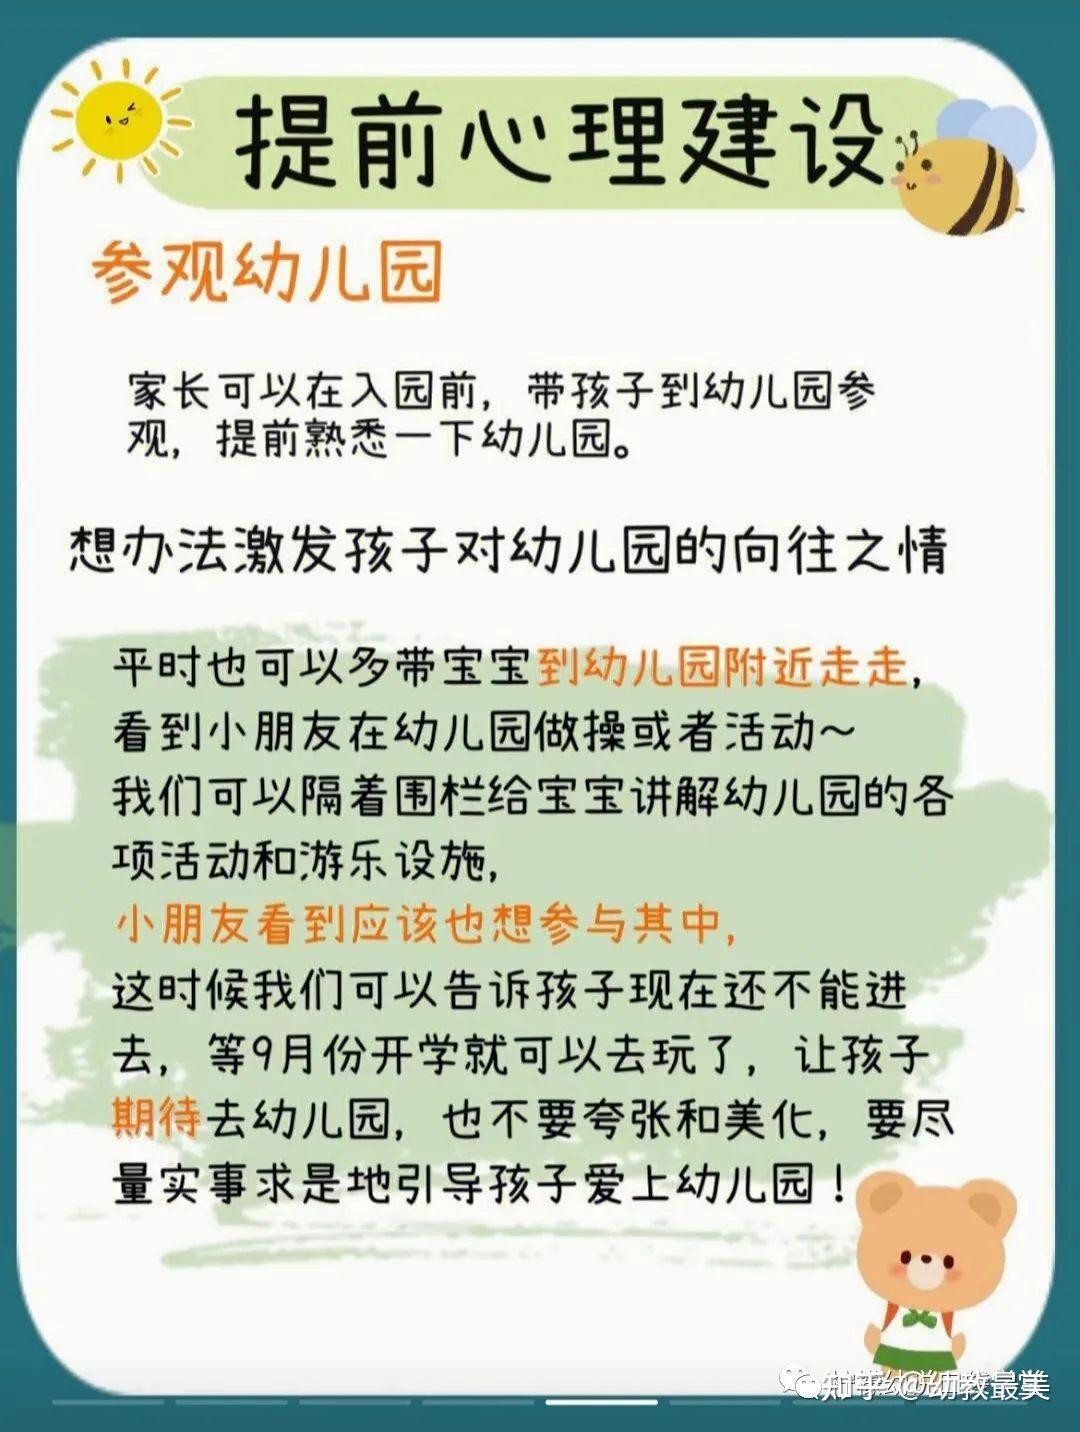 提前心理建设
参观幼儿园
家长可以在入园前，带孩子到幼儿园参
观，提前熟悉一下幼儿园。
想办法激发孩子对幼儿园的向往之情
平时也可以多带宝宝到幼儿园附近走走，
看到小朋友在幼儿园做操或者活动～
我们可以隔着围栏给宝宝讲解幼儿园的各
项活动和游乐设施，
小朋友看到应该也想参与其中，
这时候我们可以告诉孩子现在还不能进
去，等9月份开学就可以去玩了，让孩子
期待去幼儿园，也不要夸张和美化，要尽
量实事求是地引导孩子爱上幼儿园！
知乎 @幼教最美